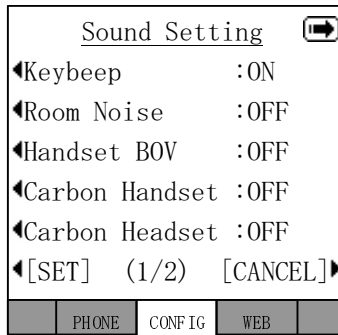 Sound Setting
Keybeep :ON
Room Noise :OFF
Handset BOV :OFF
Carbon Handset :OFF
Carbon Headset :OFF
[SET] (1/2) [CANCEL]
PHONE CONFIG WEB